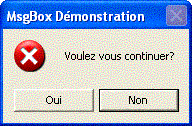 MsgBox Démonstration
Voulez vous continuer?
Oui
Non